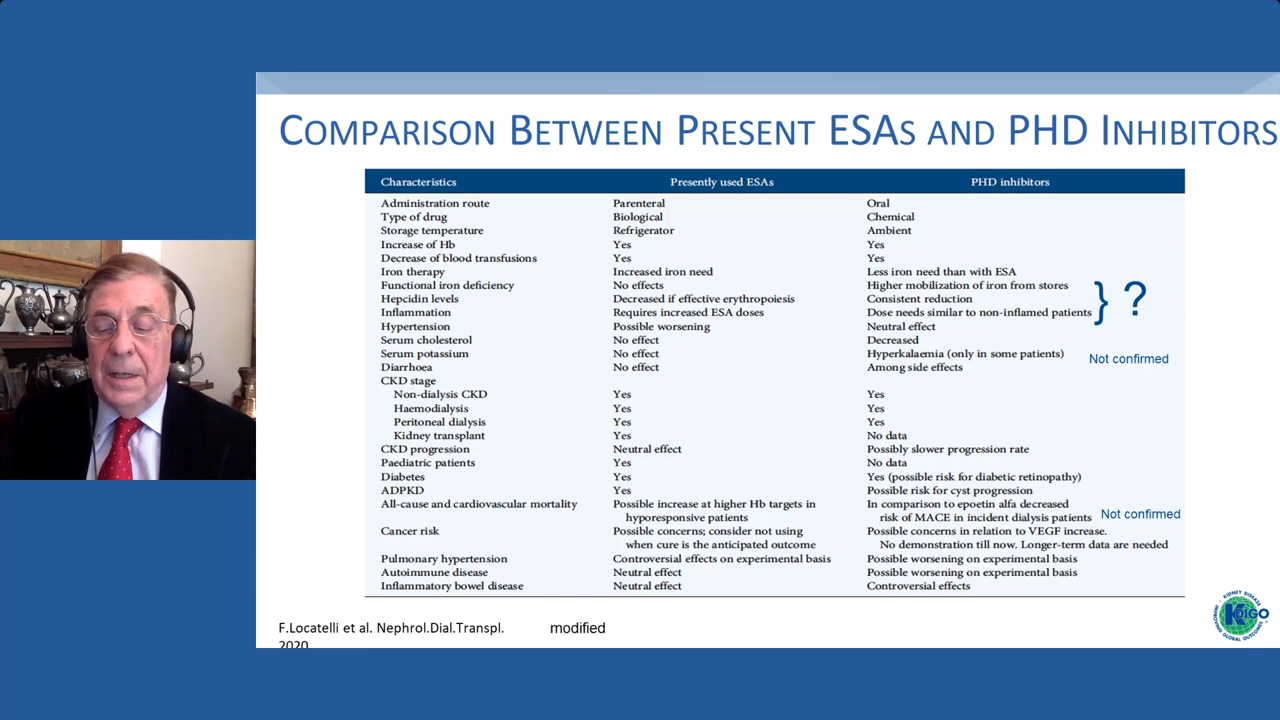 COMPARISON BETWEEN PRESENT ESAS AND PHD INHIBITORS
Characteristics Presently used ESAs PHD inhibitors
Administration route Parenteral Oral
Type of drug Biological Chemical
Storage temperature Refrigerator Ambient
Increase of Hb Yes Yes
Decrease of blood transfusions Yes Yes
Iron therapy Increased iron need Less iron need than with ESA
Functional iron deficiency No effects Higher mobilization of iron from stores
Hepcidin levels Decreased if effective erythropoiesis Consistent reduction
} ?
Inflammation Requires increased ESA doses Dose needs similar to non-inflamed patients
Hypertension Possible worsening Neutral effect
Serum cholesterol No effect Decreased
Serum potassium No effect Hyperkalaemia (only in some patients)
Not confirmed
Diarrhoea No effect Among side effects
CKD stage
Non-dialysis CKD Yes Yes
Haemodialysis Yes Yes
Peritoneal dialysis Yes Yes
Kidney transplant Yes No data
CKD progression Neutral effect Possibly slower progression rate
Paediatric patients Yes No data
Diabetes Yes Yes (possible risk for diabetic retinopathy)
ADPKD Yes Possible risk for cyst progression
All-cause and cardiovascular mortality Possible increase at higher Hb targets in In comparison to epoetin alfa decreased
hyporesponsive patients risk of MACE in incident dialysis patients Not confirmed
Cancer risk Possible concerns; consider not using Possible concerns in relation to VEGF increase.
when cure is the anticipated outcome No demonstration till now. Longer-term data are needed
Pulmonary hypertension Controversial effects on experimental basis Possible worsening on experimental basis
Autoimmune disease Neutral effect Possible worsening on experimental basis
Inflammatory bowel disease Neutral effect Controversial effects
F.Locatelli et al. Nephrol.Dial.Transpl. modified
2020
KIDNEY DISEASE
KDIGO
IMPROVING GLOBAL OUTCOMES